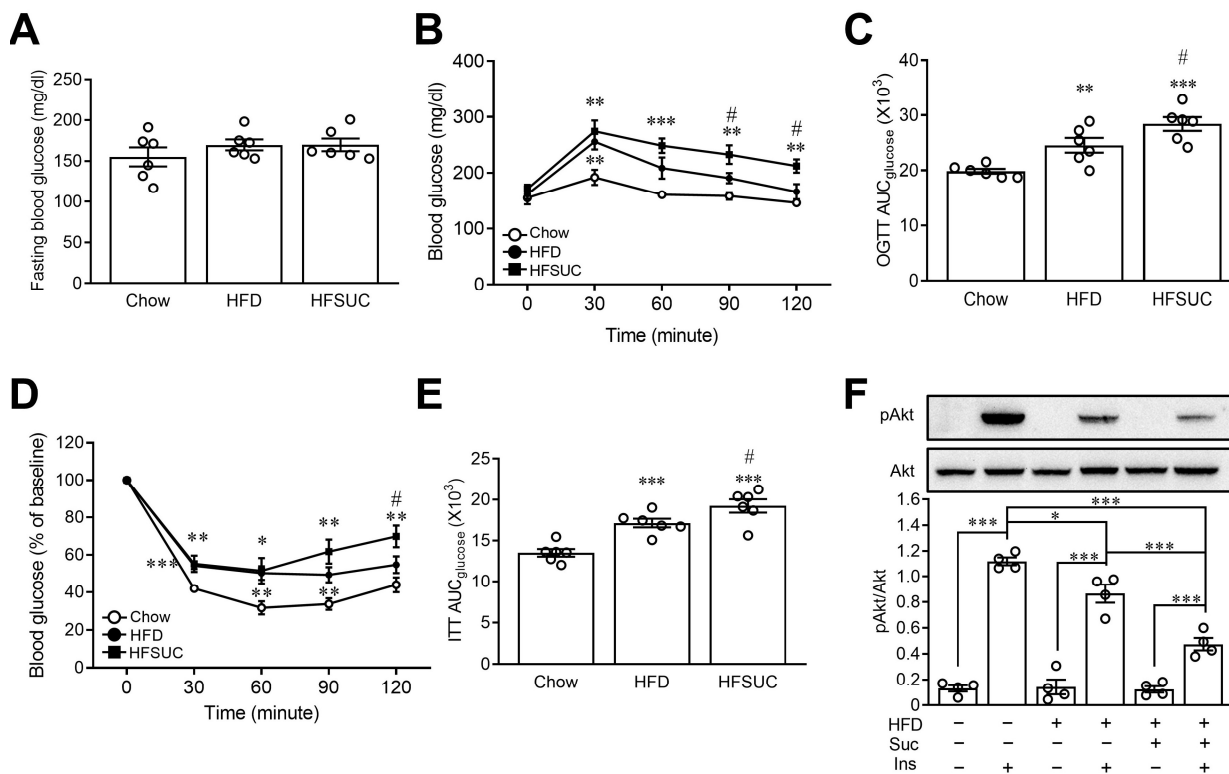 A
Fasting blood glucose (mg/dl)
250
200
150
100
50
0
Chow HFD HFSUC
B
Blood glucose (mg/dl)
400
300
200
100
0
** *** # #
** **
**
Chow
HFD
HFSUC
0 30 60 90 120
Time (minute)
C
OGTT AUCglucose (X10³)
40
30
20
10
0
#
** ***
Chow HFD HFSUC
D
Blood glucose (% of baseline)
120
100
80
60
40
20
0
#
** * ** **
***
** **
Chow
HFD
HFSUC
0 30 60 90 120
Time (minute)
E
ITT AUCglucose (X10³)
25
20
15
10
5
0
#
*** ***
Chow HFD HFSUC
F
pAkt
Akt
pAkt/Akt
1.6
1.4
1.2
1.0
0.8
0.6
0.4
0.2
0
***
*** *
*** ***
***
HFD – – + + + +
Suc – – – – + +
Ins – + – + – +